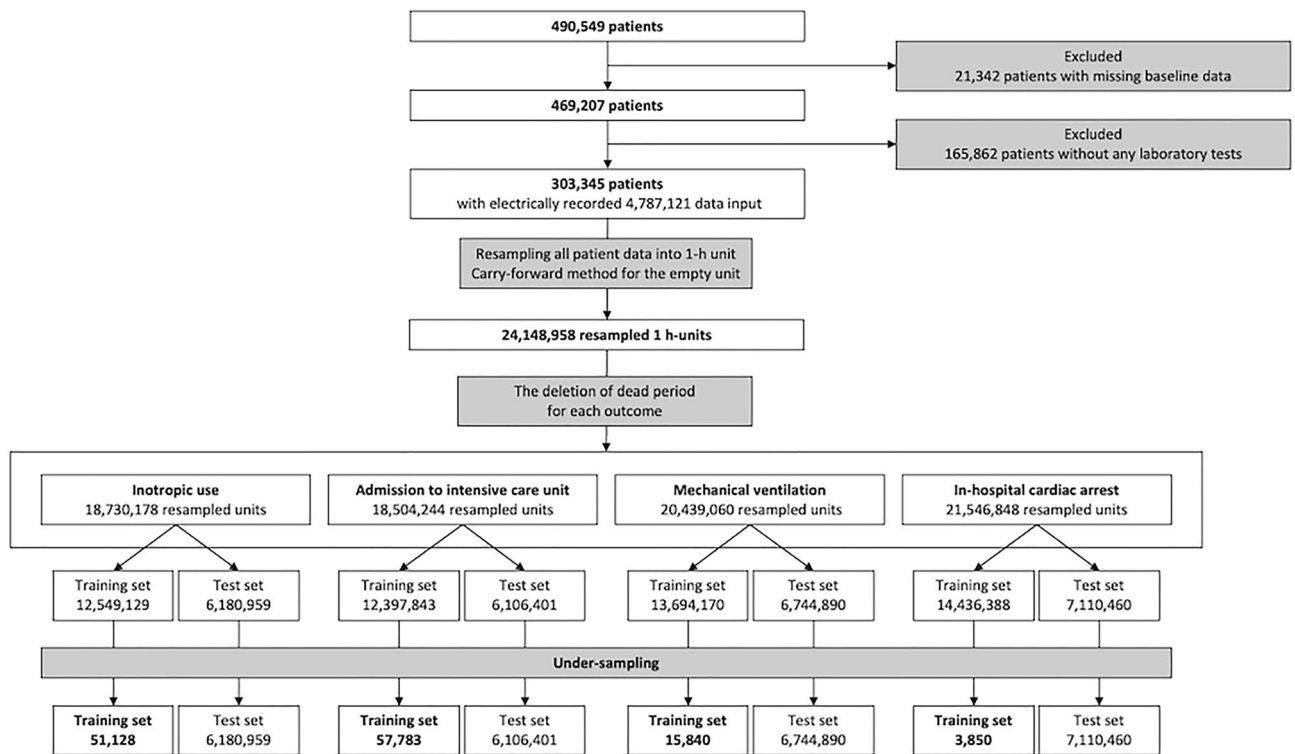 490,549 patients
Excluded
21,342 patients with missing baseline data
469,207 patients
Excluded
165,862 patients without any laboratory tests
303,345 patients
with electrically recorded 4,787,121 data input
Resampling all patient data into 1-h unit
Carry-forward method for the empty unit
24,148,958 resampled 1 h-units
The deletion of dead period
for each outcome
Inotropic use
18,730,178 resampled units
Admission to intensive care unit
18,504,244 resampled units
Mechanical ventilation
20,439,060 resampled units
In-hospital cardiac arrest
21,546,848 resampled units
Training set
12,549,129
Test set
6,180,959
Training set
12,397,843
Test set
6,106,401
Training set
13,694,170
Test set
6,744,890
Training set
14,436,388
Test set
7,110,460
Under-sampling
Training set
51,128
Test set
6,180,959
Training set
57,783
Test set
6,106,401
Training set
15,840
Test set
6,744,890
Training set
3,850
Test set
7,110,460